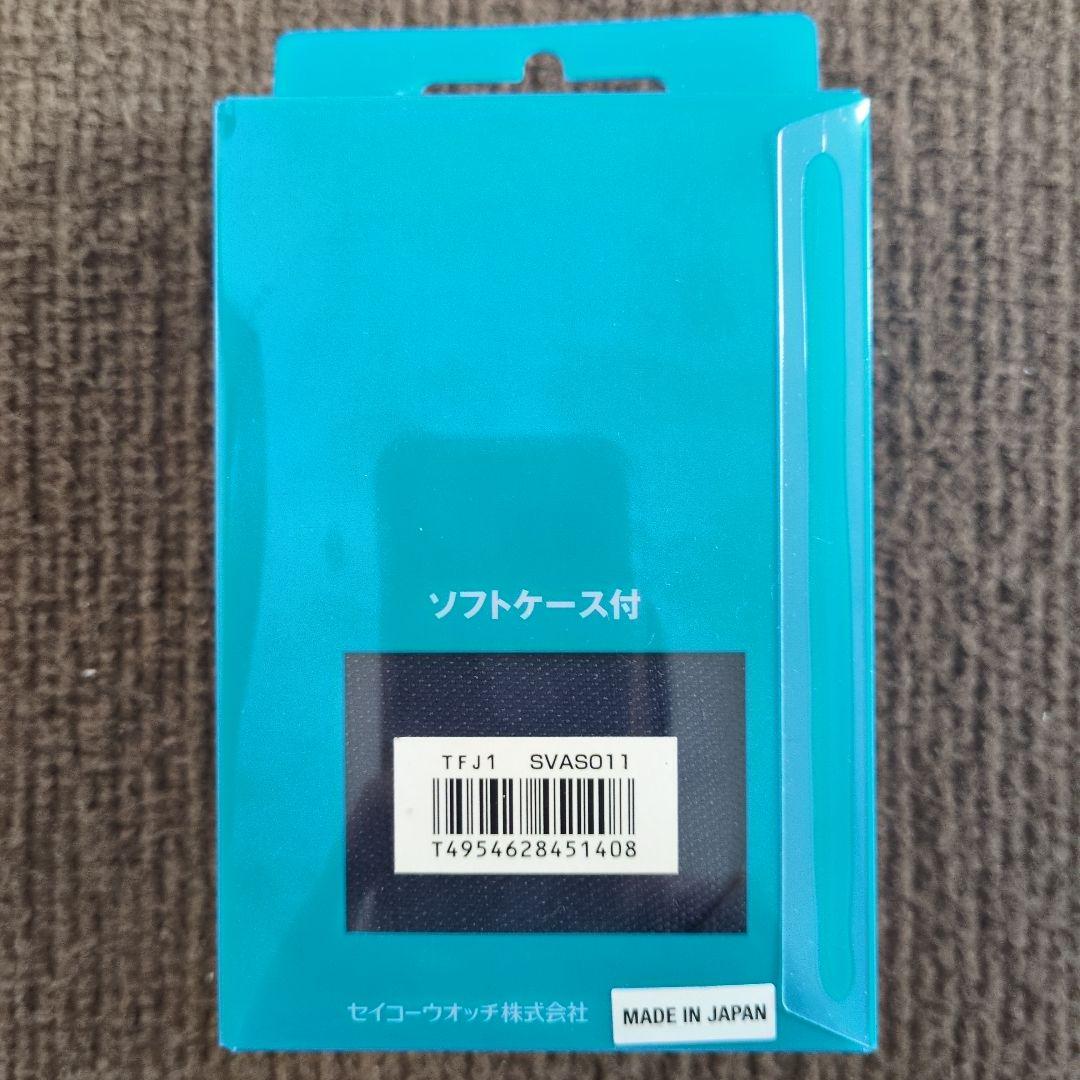 ソフトケース付
TFJ1 SVAS011
T4954628451408
セイコーウオッチ株式会社
MADE IN JAPAN